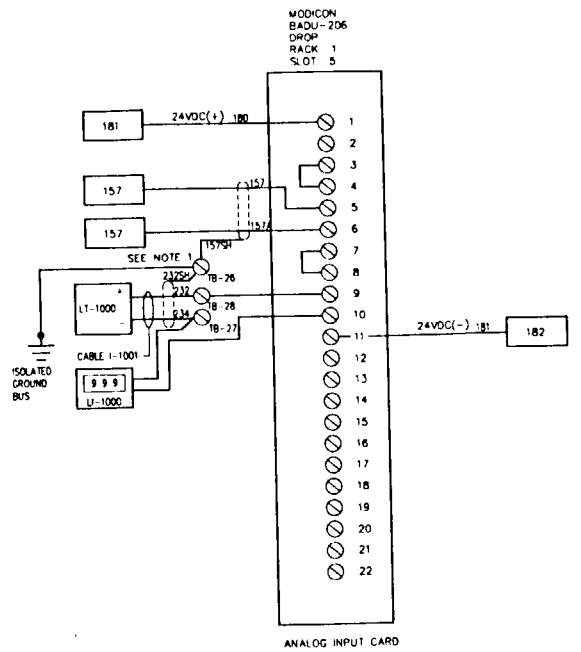 MODICON
BADU-206
DROP
RACK 1
SLOT 5
181 24VDC(+) 180 1
2
3
157 157 4
5
157 157A 6
157SH 7
SEE NOTE 1 8
232SH TB-26
232 9
LT-1000 + - TB-28
234 10
TB-27
24VDC(-) 181 182
11
CABLE I-1001 12
ISOLATED
GROUND
BUS
999 13
LI-1000 14
15
16
17
18
19
20
21
22
ANALOG INPUT CARD